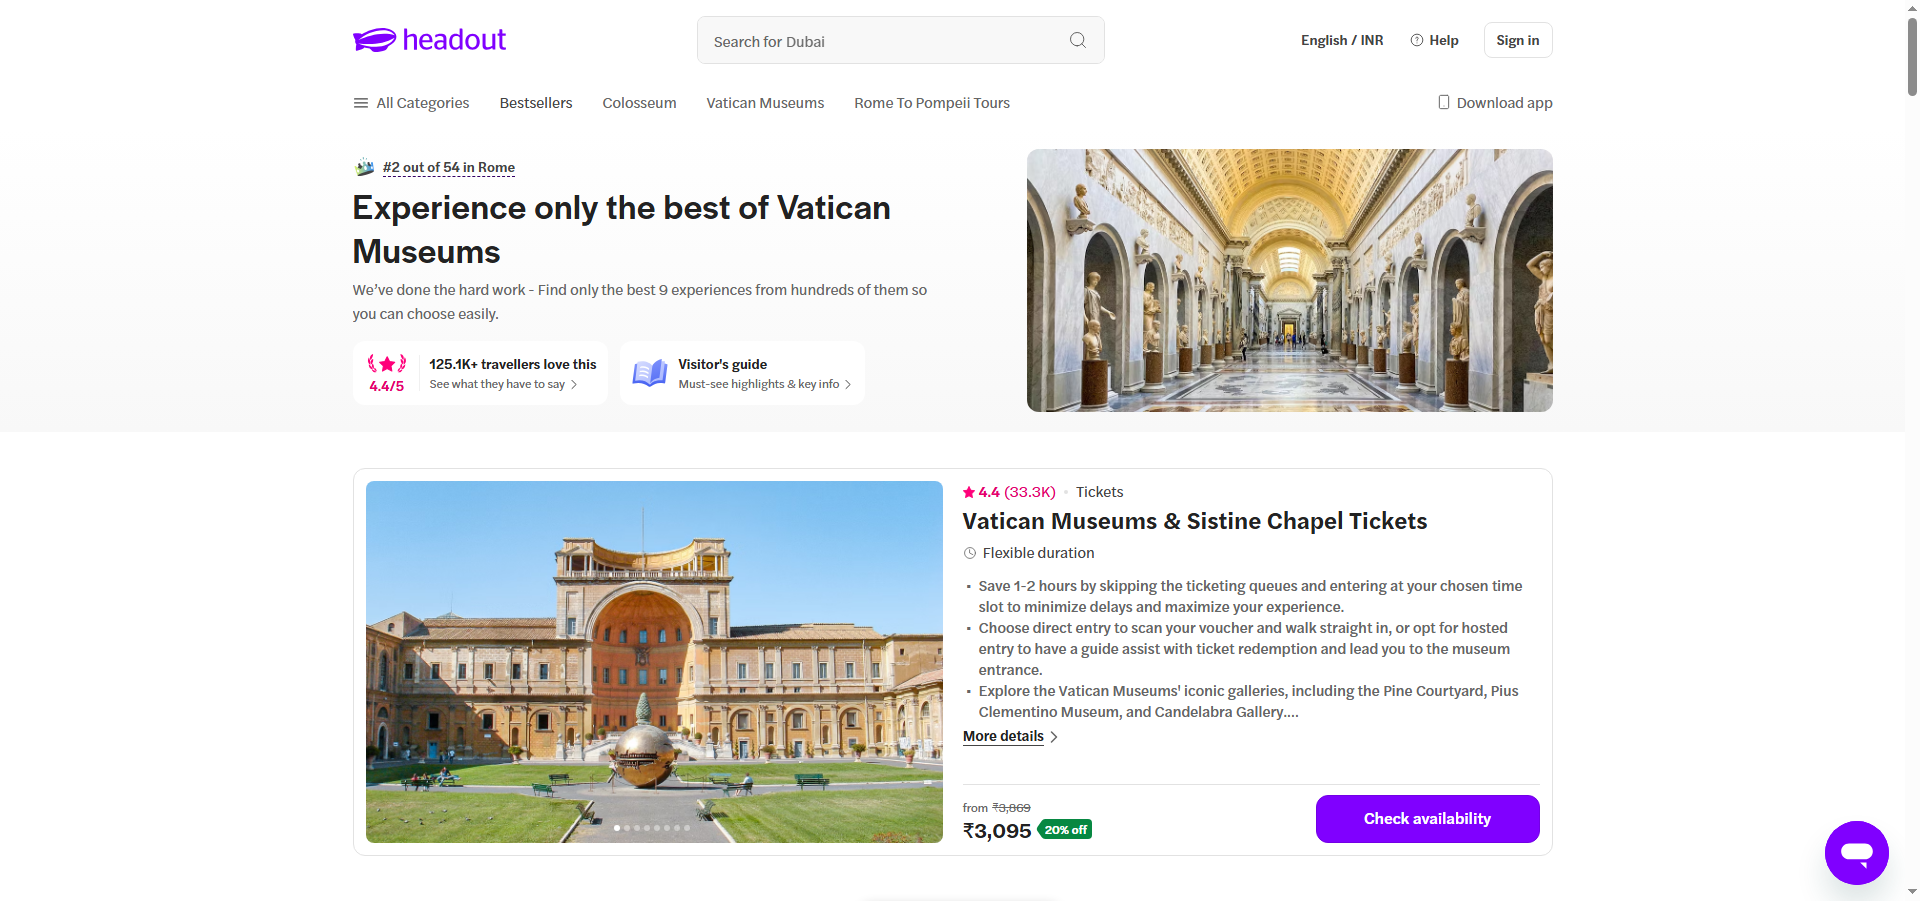 headout
Search for Dubai
English / INR
Help
Sign in
All Categories
Bestsellers
Colosseum
Vatican Museums
Rome To Pompeii Tours
Download app
#2 out of 54 in Rome
Experience only the best of Vatican
Museums
We’ve done the hard work - Find only the best 9 experiences from hundreds of them so
you can choose easily.
4.4/5
125.1K+ travellers love this
See what they have to say
Visitor's guide
Must-see highlights & key info
4.4 (33.3K) • Tickets
Vatican Museums & Sistine Chapel Tickets
Flexible duration
• Save 1-2 hours by skipping the ticketing queues and entering at your chosen time
slot to minimize delays and maximize your experience.
• Choose direct entry to scan your voucher and walk straight in, or opt for hosted
entry to have a guide assist with ticket redemption and lead you to the museum
entrance.
• Explore the Vatican Museums' iconic galleries, including the Pine Courtyard, Pius
Clementino Museum, and Candelabra Gallery....
More details
from ₹3,869
₹3,095 20% off
Check availability